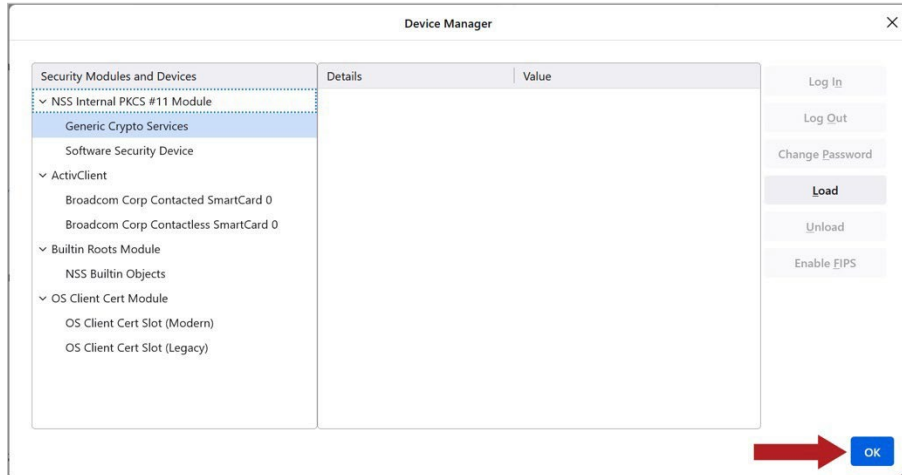 Device Manager
Security Modules and Devices
Details
Value
NSS Internal PKCS #11 Module
Generic Crypto Services
Software Security Device
ActivClient
Broadcom Corp Contacted SmartCard 0
Broadcom Corp Contactless SmartCard 0
Builtin Roots Module
NSS Builtin Objects
OS Client Cert Module
OS Client Cert Slot (Modern)
OS Client Cert Slot (Legacy)
Log In
Log Out
Change Password
Load
Unload
Enable FIPS
OK